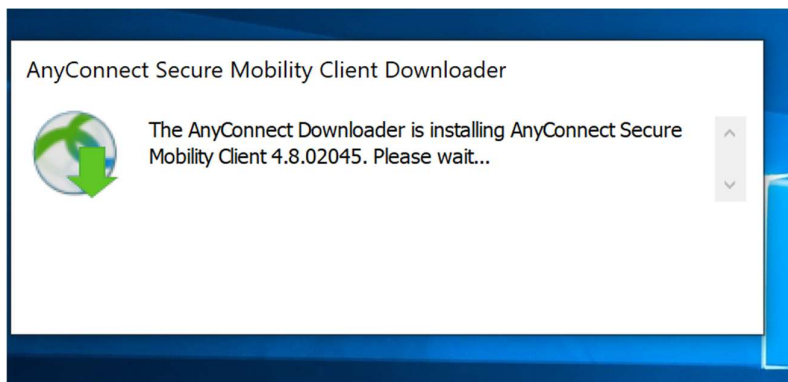 AnyConnect Secure Mobility Client Downloader
The AnyConnect Downloader is installing AnyConnect Secure
Mobility Client 4.8.02045. Please wait...